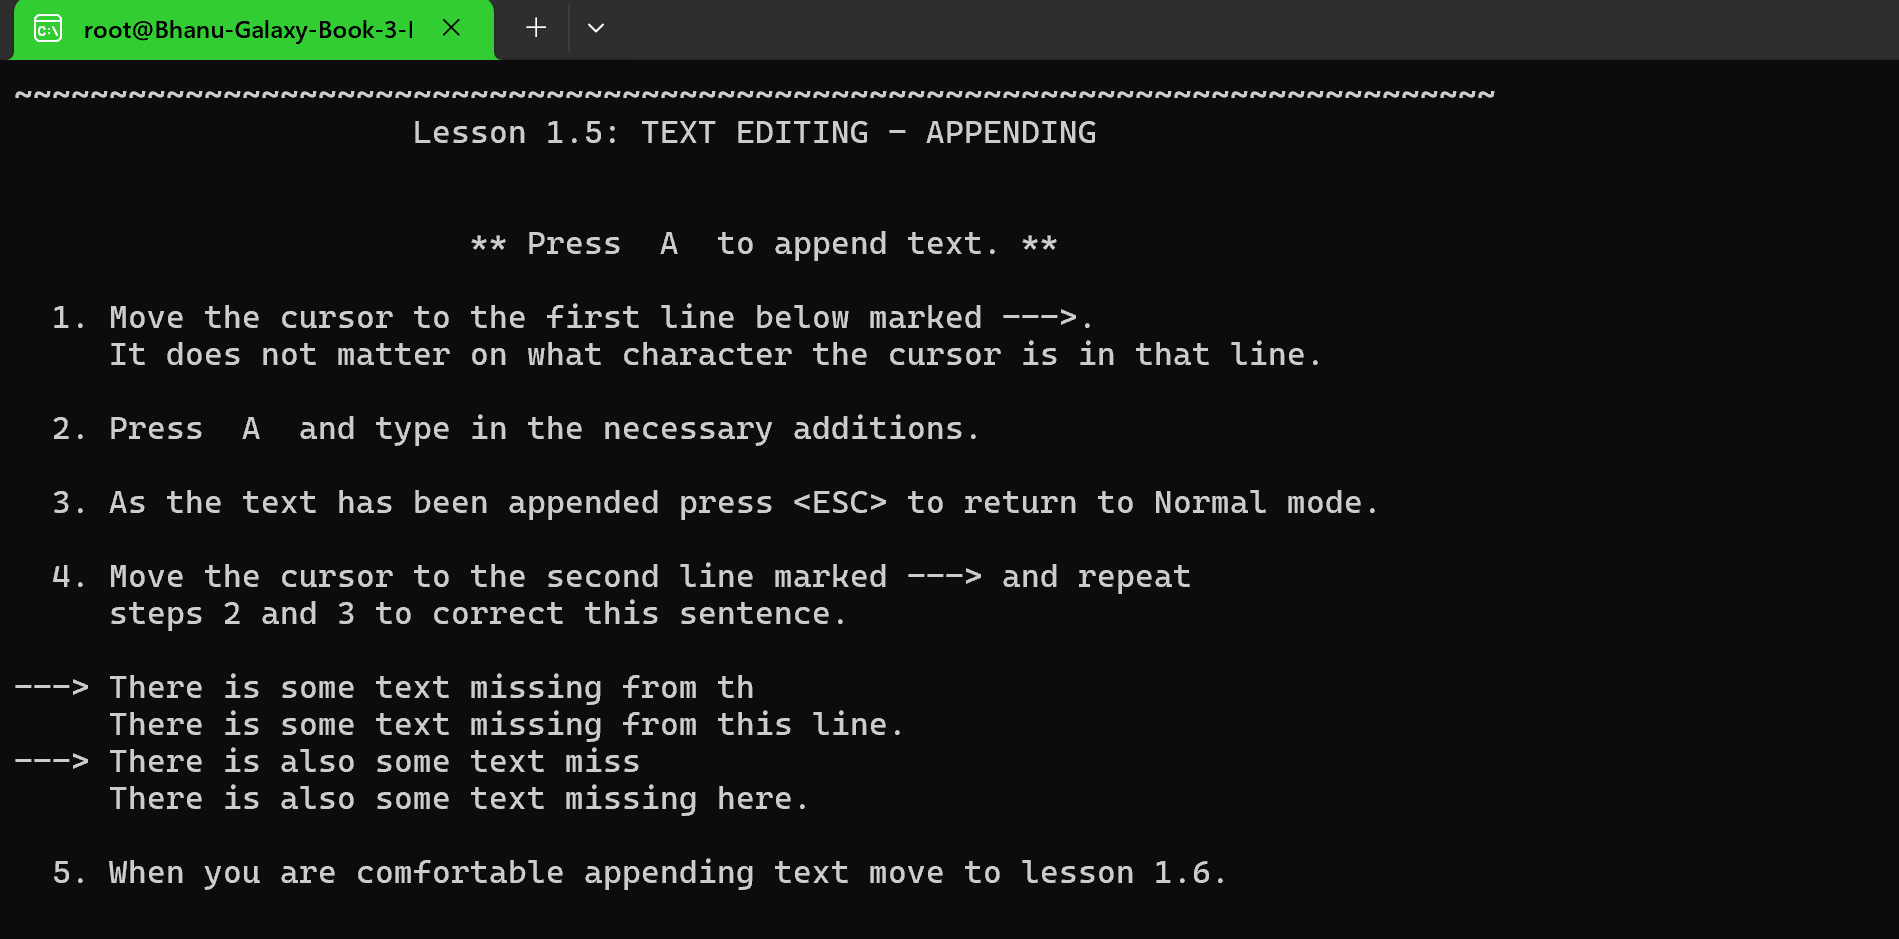 root@Bhanu-Galaxy-Book-3-
~~~~~~~~~~~~~~~~~~~~~~~~~~~~~~~~~~~~~~~~~~~~~~~~~~~~~~~~~~~~~~~~~~~~~~~~~~~~~~
Lesson 1.5: TEXT EDITING - APPENDING
** Press  A  to append text. **
1. Move the cursor to the first line below marked --->.
It does not matter on what character the cursor is in that line.
2. Press  A  and type in the necessary additions.
3. As the text has been appended press <ESC> to return to Normal mode.
4. Move the cursor to the second line marked ---> and repeat
steps 2 and 3 to correct this sentence.
---> There is some text missing from th
There is some text missing from this line.
---> There is also some text miss
There is also some text missing here.
5. When you are comfortable appending text move to lesson 1.6.